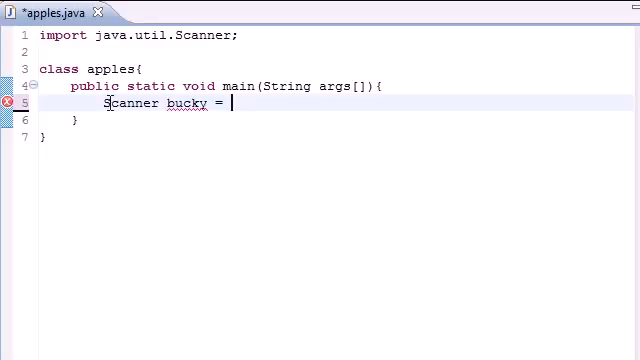 *apples.java
1 import java.util.Scanner;
2
3 class apples{
4 public static void main(String args[]){
5 Scanner bucky =
6 }
7 }